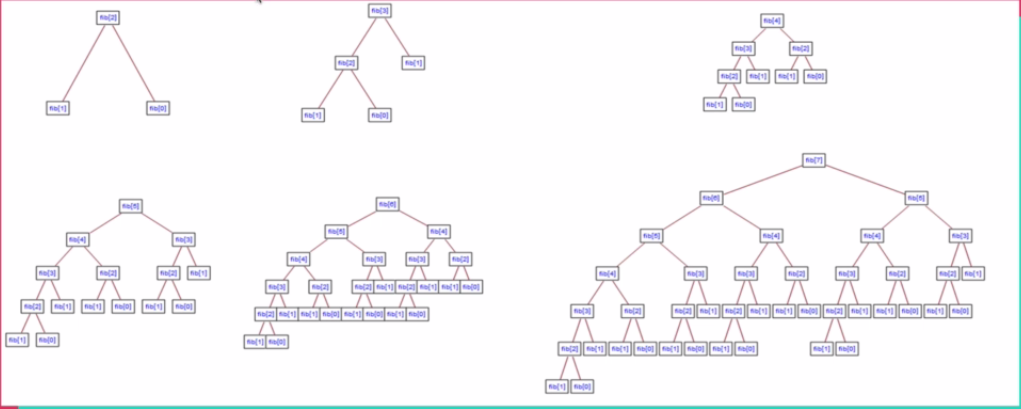 fib[2]
fib[1] fib[0]
fib[3]
fib[2] fib[1]
fib[1] fib[0]
fib[4]
fib[3] fib[2]
fib[2] fib[1] fib[1] fib[0]
fib[1] fib[0]
fib[5]
fib[4] fib[3]
fib[3] fib[2] fib[2] fib[1]
fib[2] fib[1] fib[1] fib[0] fib[1] fib[0]
fib[1] fib[0]
fib[6]
fib[5] fib[4]
fib[4] fib[3] fib[3] fib[2]
fib[3] fib[2] fib[2] fib[1] fib[2] fib[1] fib[1] fib[0]
fib[2] fib[1] fib[1] fib[0] fib[1] fib[0] fib[1] fib[0]
fib[1] fib[0]
fib[7]
fib[6] fib[5]
fib[5] fib[4] fib[4] fib[3]
fib[4] fib[3] fib[3] fib[2] fib[3] fib[2] fib[2] fib[1]
fib[3] fib[2] fib[2] fib[1] fib[2] fib[1] fib[1] fib[0] fib[2] fib[1] fib[1] fib[0] fib[1] fib[0]
fib[2] fib[1] fib[1] fib[0] fib[1] fib[0] fib[1] fib[0] fib[1] fib[0]
fib[1] fib[0]